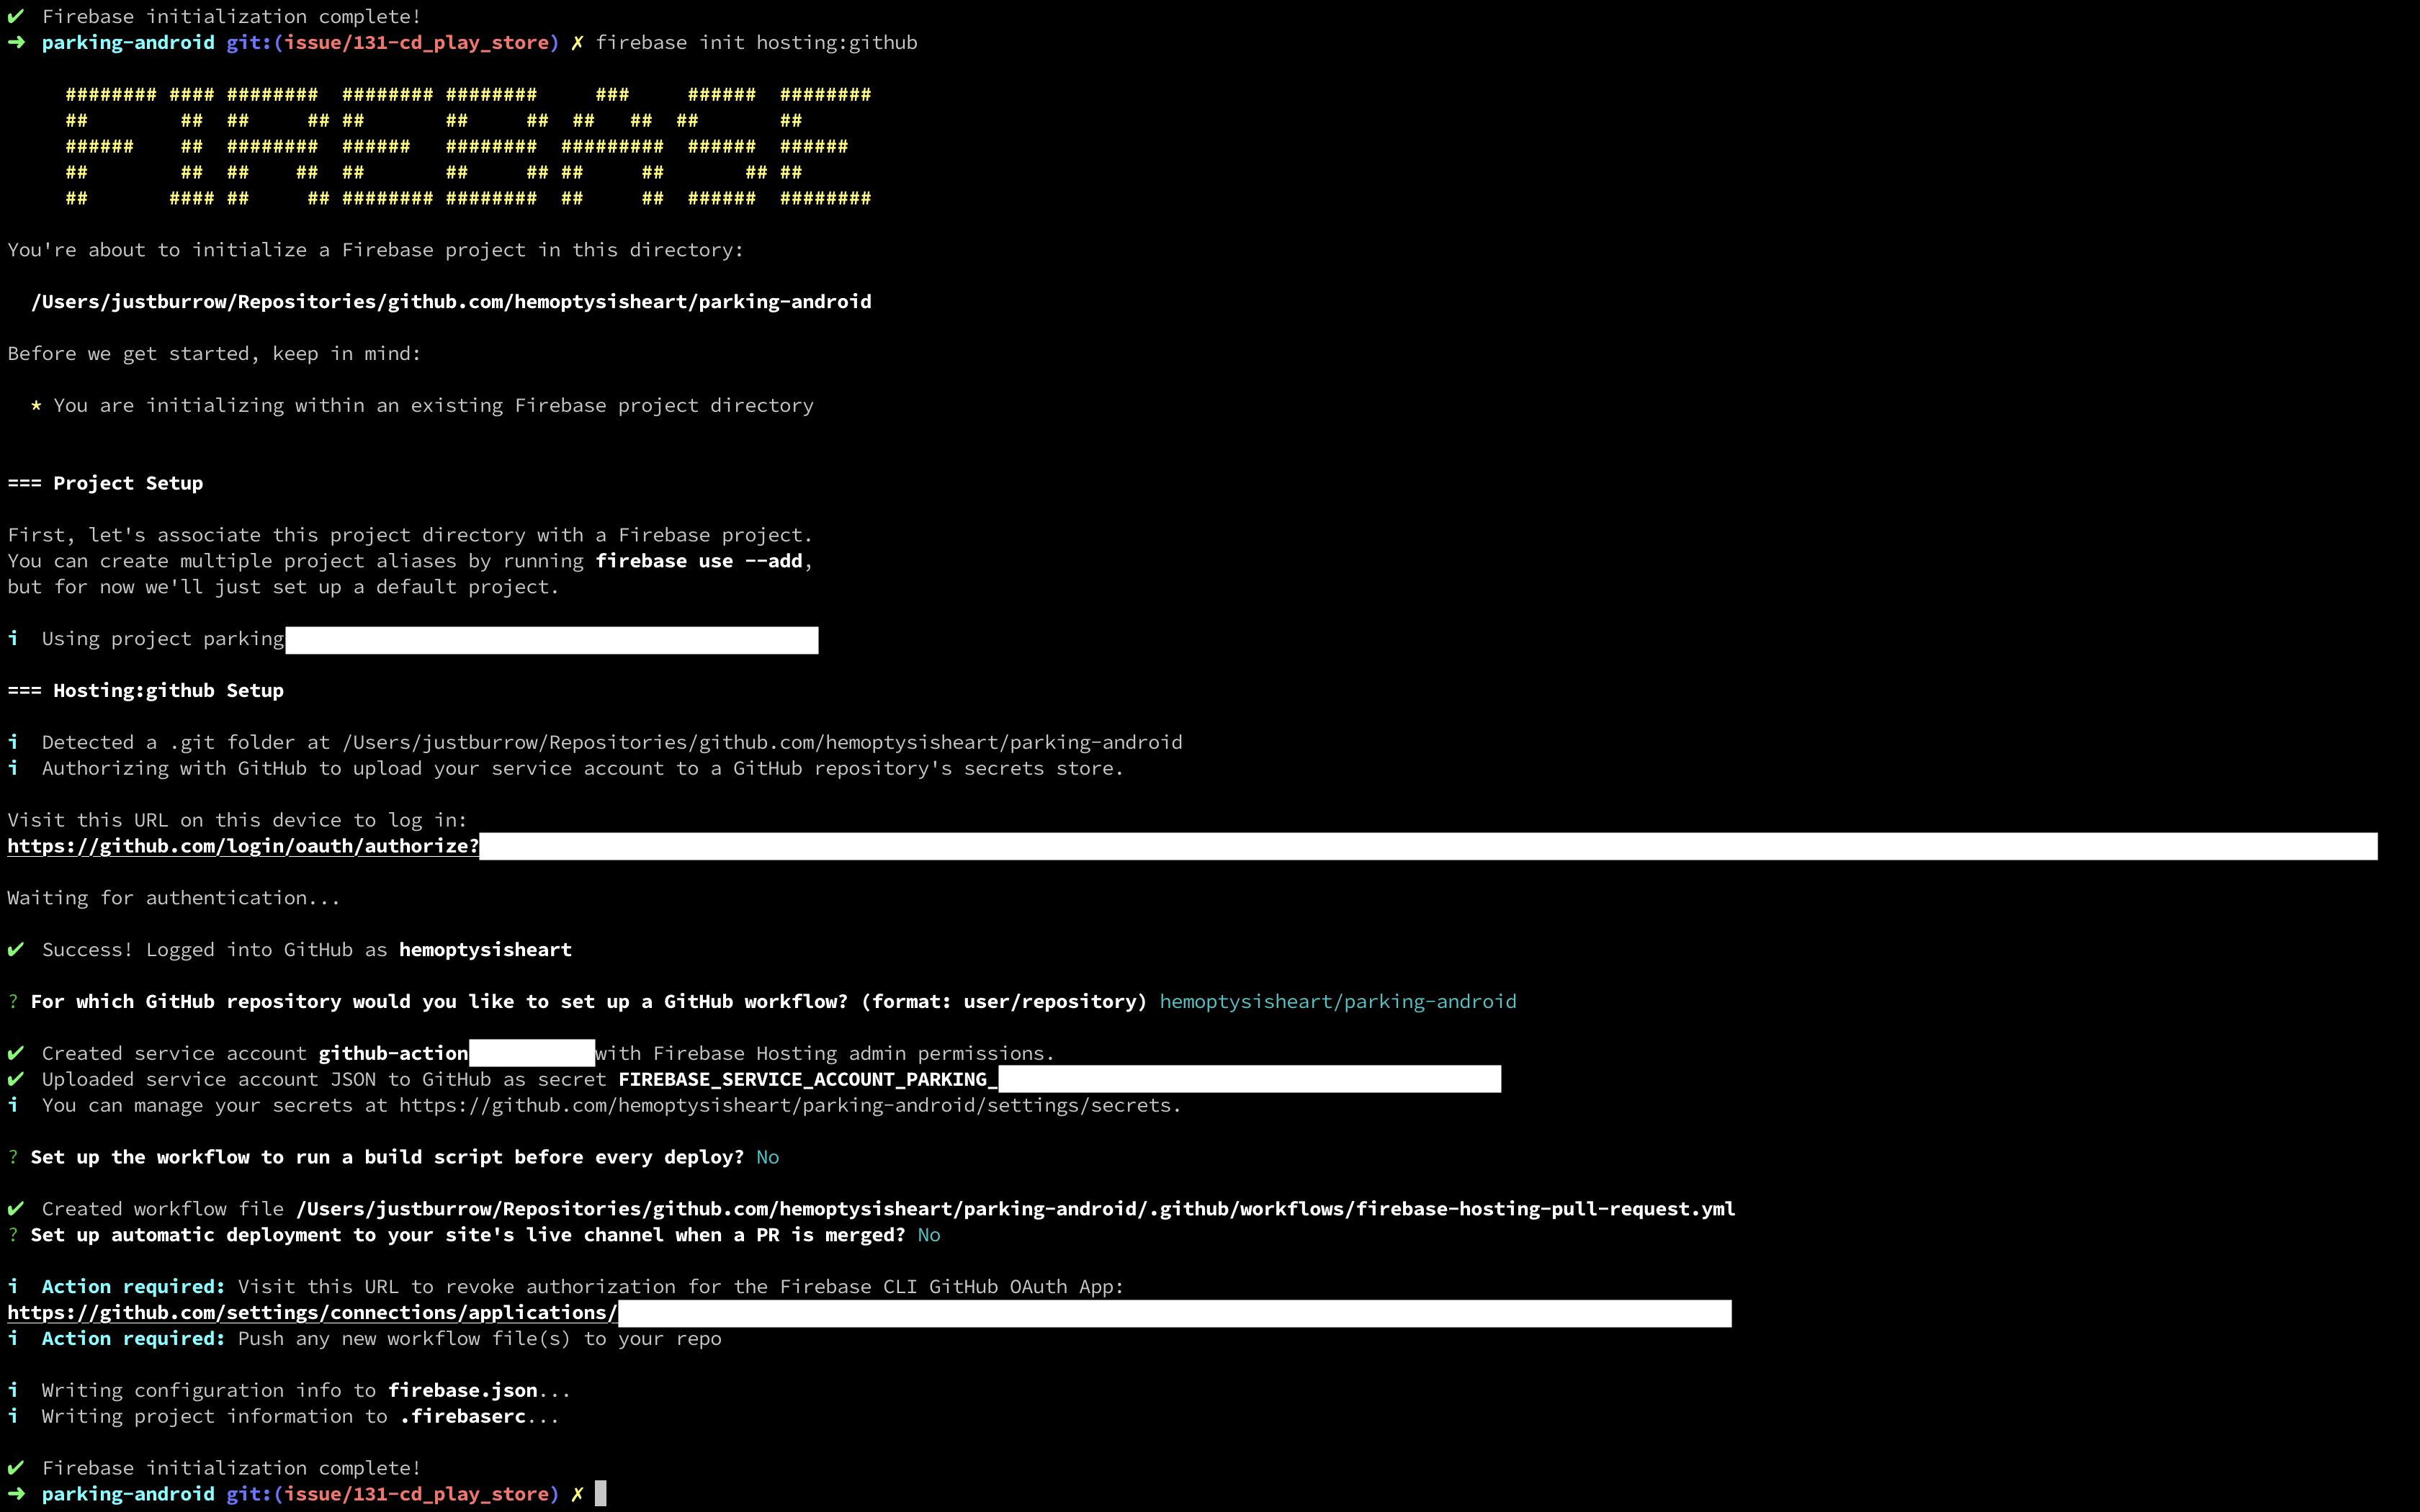 ✔  Firebase initialization complete!
➜  parking-android git:(issue/131-cd_play_store) ✗ firebase init hosting:github
     ######## #### ########  ######## ########     ###     ######  ########
     ##        ##  ##     ## ##       ##     ##  ##   ##  ##       ##
     ######    ##  ########  ######   ########  #########  ######  ######
     ##        ##  ##    ##  ##       ##     ## ##     ##       ## ##
     ##       #### ##     ## ######## ########  ##     ##  ######  ########
You're about to initialize a Firebase project in this directory:
  /Users/justburrow/Repositories/github.com/hemoptysisheart/parking-android
Before we get started, keep in mind:
  * You are initializing within an existing Firebase project directory
=== Project Setup
First, let's associate this project directory with a Firebase project.
You can create multiple project aliases by running firebase use --add,
but for now we'll just set up a default project.
i  Using project parking
=== Hosting:github Setup
i  Detected a .git folder at /Users/justburrow/Repositories/github.com/hemoptysisheart/parking-android
i  Authorizing with GitHub to upload your service account to a GitHub repository's secrets store.
Visit this URL on this device to log in:
https://github.com/login/oauth/authorize?
Waiting for authentication...
✔  Success! Logged into GitHub as hemoptysisheart
? For which GitHub repository would you like to set up a GitHub workflow? (format: user/repository) hemoptysisheart/parking-android
✔  Created service account github-action with Firebase Hosting admin permissions.
✔  Uploaded service account JSON to GitHub as secret FIREBASE_SERVICE_ACCOUNT_PARKING_
i  You can manage your secrets at https://github.com/hemoptysisheart/parking-android/settings/secrets.
? Set up the workflow to run a build script before every deploy? No
✔  Created workflow file /Users/justburrow/Repositories/github.com/hemoptysisheart/parking-android/.github/workflows/firebase-hosting-pull-request.yml
? Set up automatic deployment to your site's live channel when a PR is merged? No
i  Action required: Visit this URL to revoke authorization for the Firebase CLI GitHub OAuth App:
https://github.com/settings/connections/applications/
i  Action required: Push any new workflow file(s) to your repo
i  Writing configuration info to firebase.json...
i  Writing project information to .firebaserc...
✔  Firebase initialization complete!
➜  parking-android git:(issue/131-cd_play_store) ✗